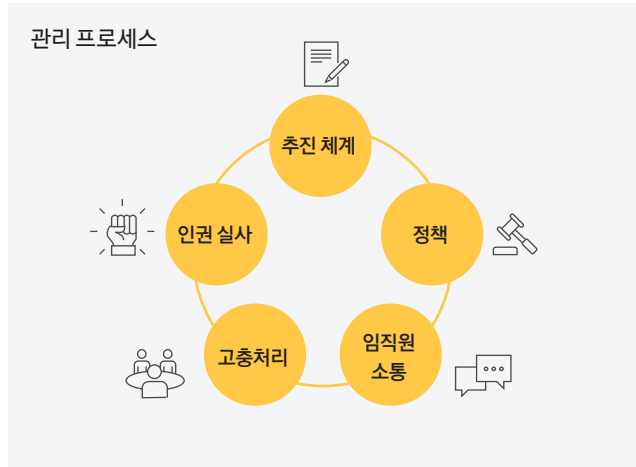 관리 프로세스
추진 체계
정책
임직원
소통
고충처리
인권 실사